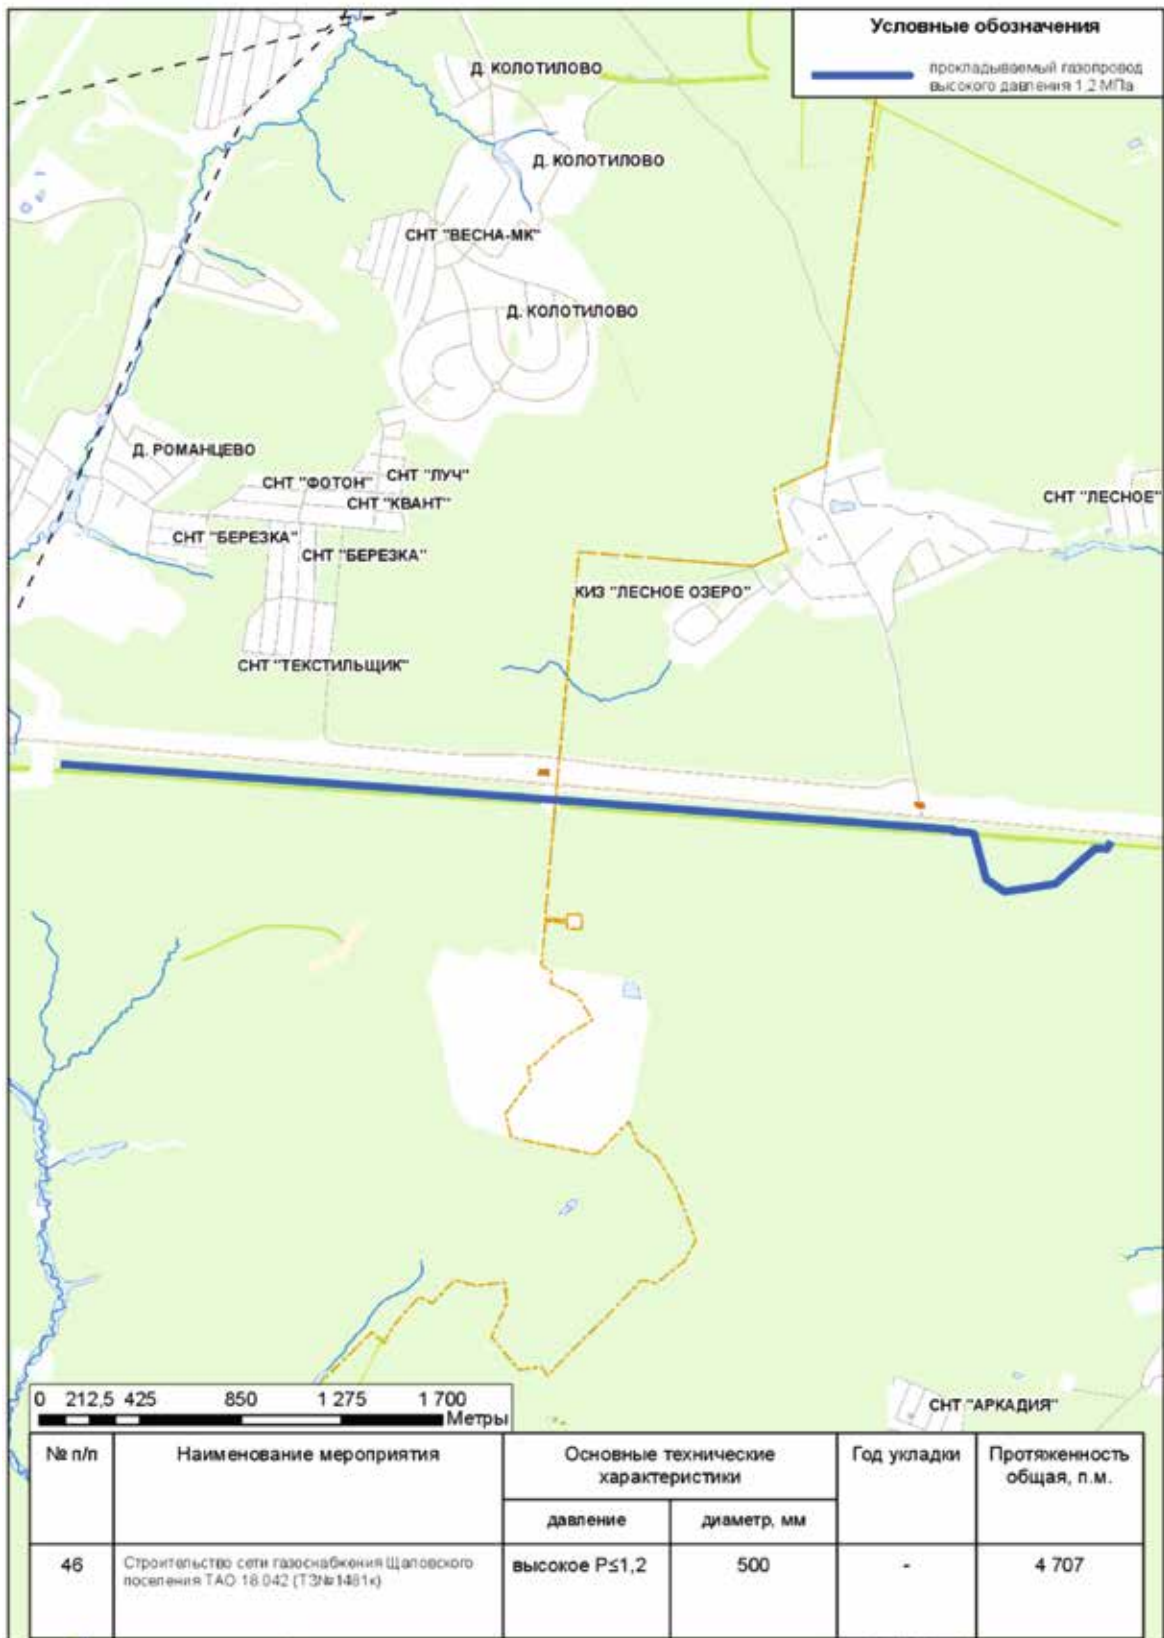 Условные обозначения
прокладываемый газопровод
высокого давления 1,2 МПа
Д. КОЛОТИЛОВО
Д. КОЛОТИЛОВО
СНТ "ВЕСНА-МК"
Д. КОЛОТИЛОВО
Д. РОМАНЦЕВО
СНТ "ЛУЧ"
СНТ "ФОТОН"
СНТ "КВАНТ"
СНТ "ЛЕСНОЕ"
СНТ "БЕРЕЗКА"
СНТ "БЕРЕЗКА"
КИЗ "ЛЕСНОЕ ОЗЕРО"
СНТ "ТЕКСТИЛЬЩИК"
СНТ "АРКАДИЯ"
0 212,5 425 850 1 275 1 700
Метры
№ п/п
Наименование мероприятия
Основные технические
характеристики
давление
диаметр, мм
Год укладки
Протяженность
общая, п.м.
46
Строительство сети газоснабжения Щаповского
поселения ТАО 18.042 (ТЗ№1481к)
высокое P≤1,2
500
-
4 707